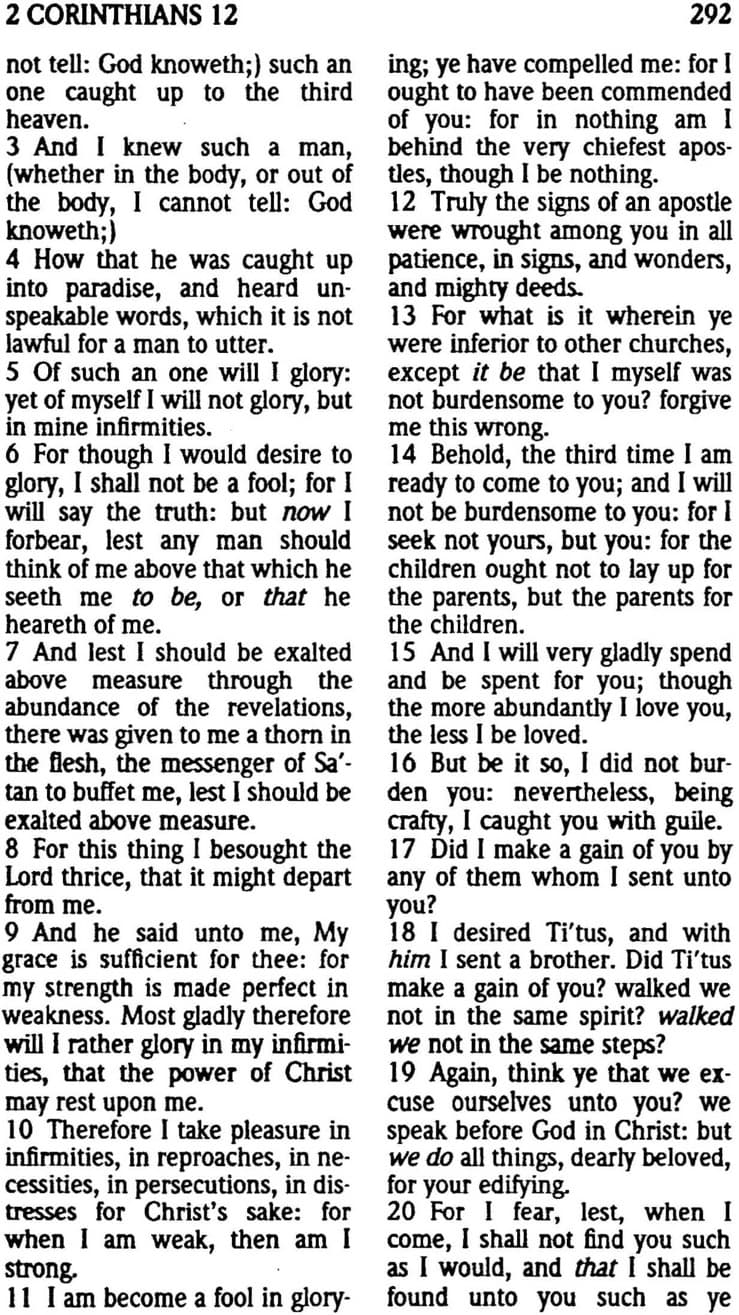 2 CORINTHIANS 12
292
not tell: God knoweth;) such an
one caught up to the third
heaven.
3 And I knew such a man,
(whether in the body, or out of
the body, I cannot tell: God
knoweth;)
4 How that he was caught up
into paradise, and heard un-
speakable words, which it is not
lawful for a man to utter.
5 Of such an one will I glory:
yet of myself I will not glory, but
in mine infirmities.
6 For though I would desire to
glory, I shall not be a fool; for I
will say the truth: but now I
forbear, lest any man should
think of me above that which he
seeth me to be, or that he
heareth of me.
7 And lest I should be exalted
above measure through the
abundance of the revelations,
there was given to me a thorn in
the flesh, the messenger of Sa′-
tan to buffet me, lest I should be
exalted above measure.
8 For this thing I besought the
Lord thrice, that it might depart
from me.
9 And he said unto me, My
grace is sufficient for thee: for
my strength is made perfect in
weakness. Most gladly therefore
will I rather glory in my infirmi-
ties, that the power of Christ
may rest upon me.
10 Therefore I take pleasure in
infirmities, in reproaches, in ne-
cessities, in persecutions, in dis-
tresses for Christ's sake: for
when I am weak, then am I
strong.
11 I am become a fool in glory-
ing; ye have compelled me: for I
ought to have been commended
of you: for in nothing am I
behind the very chiefest apos-
tles, though I be nothing.
12 Truly the signs of an apostle
were wrought among you in all
patience, in signs, and wonders,
and mighty deeds.
13 For what is it wherein ye
were inferior to other churches,
except it be that I myself was
not burdensome to you? forgive
me this wrong.
14 Behold, the third time I am
ready to come to you; and I will
not be burdensome to you: for I
seek not yours, but you: for the
children ought not to lay up for
the parents, but the parents for
the children.
15 And I will very gladly spend
and be spent for you; though
the more abundantly I love you,
the less I be loved.
16 But be it so, I did not bur-
den you: nevertheless, being
crafty, I caught you with guile.
17 Did I make a gain of you by
any of them whom I sent unto
you?
18 I desired Ti′tus, and with
him I sent a brother. Did Ti′tus
make a gain of you? walked we
not in the same spirit? walked
we not in the same steps?
19 Again, think ye that we ex-
cuse ourselves unto you? we
speak before God in Christ: but
we do all things, dearly beloved,
for your edifying.
20 For I fear, lest, when I
come, I shall not find you such
as I would, and that I shall be
found unto you such as ye